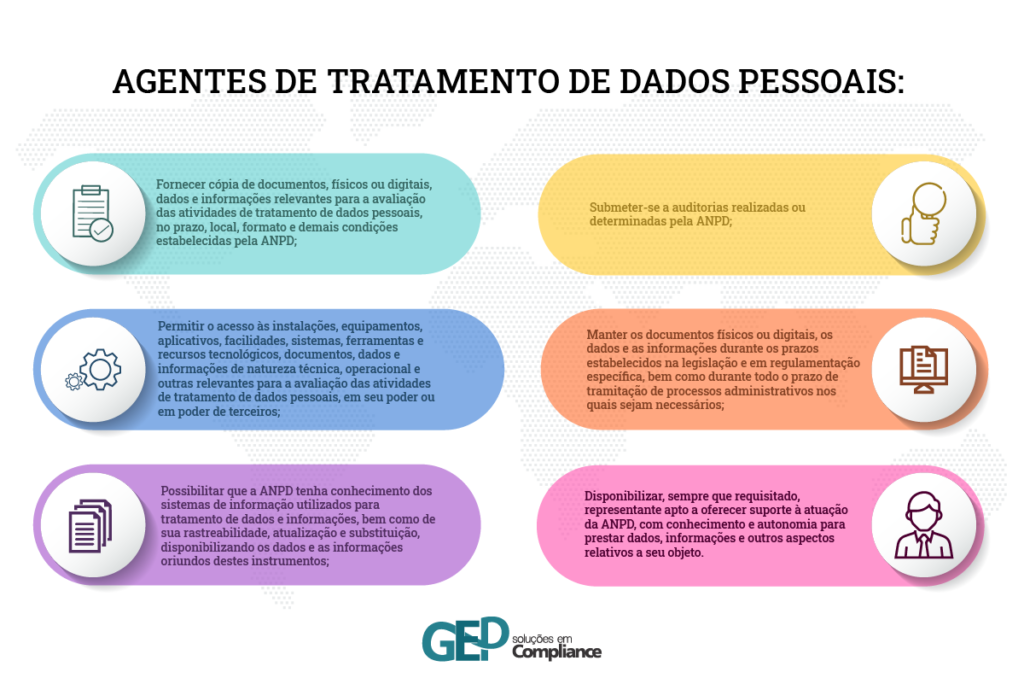 AGENTES DE TRATAMENTO DE DADOS PESSOAIS:
Fornecer cópia de documentos, físicos ou digitais,
dados e informações relevantes para a avaliação
das atividades de tratamento de dados pessoais,
no prazo, local, formato e demais condições
estabelecidas pela ANPD;
Submeter-se a auditorias realizadas ou
determinadas pela ANPD;
Permitir o acesso às instalações, equipamentos,
aplicativos, facilidades, sistemas, ferramentas e
recursos tecnológicos, documentos, dados e
informações de natureza técnica, operacional e
outras relevantes para a avaliação das atividades
de tratamento de dados pessoais, em seu poder ou
em poder de terceiros;
Manter os documentos físicos ou digitais, os
dados e as informações durante os prazos
estabelecidos na legislação e em regulamentação
específica, bem como durante todo o prazo de
tramitação de processos administrativos nos
quais sejam necessários;
Possibilitar que a ANPD tenha conhecimento dos
sistemas de informação utilizados para
tratamento de dados e informações, bem como de
sua rastreabilidade, atualização e substituição,
disponibilizando os dados e as informações
oriundos destes instrumentos;
Disponibilizar, sempre que requisitado,
representante apto a oferecer suporte à atuação
da ANPD, com conhecimento e autonomia para
prestar dados, informações e outros aspectos
relativos a seu objeto.
GEP soluções em
Compliance